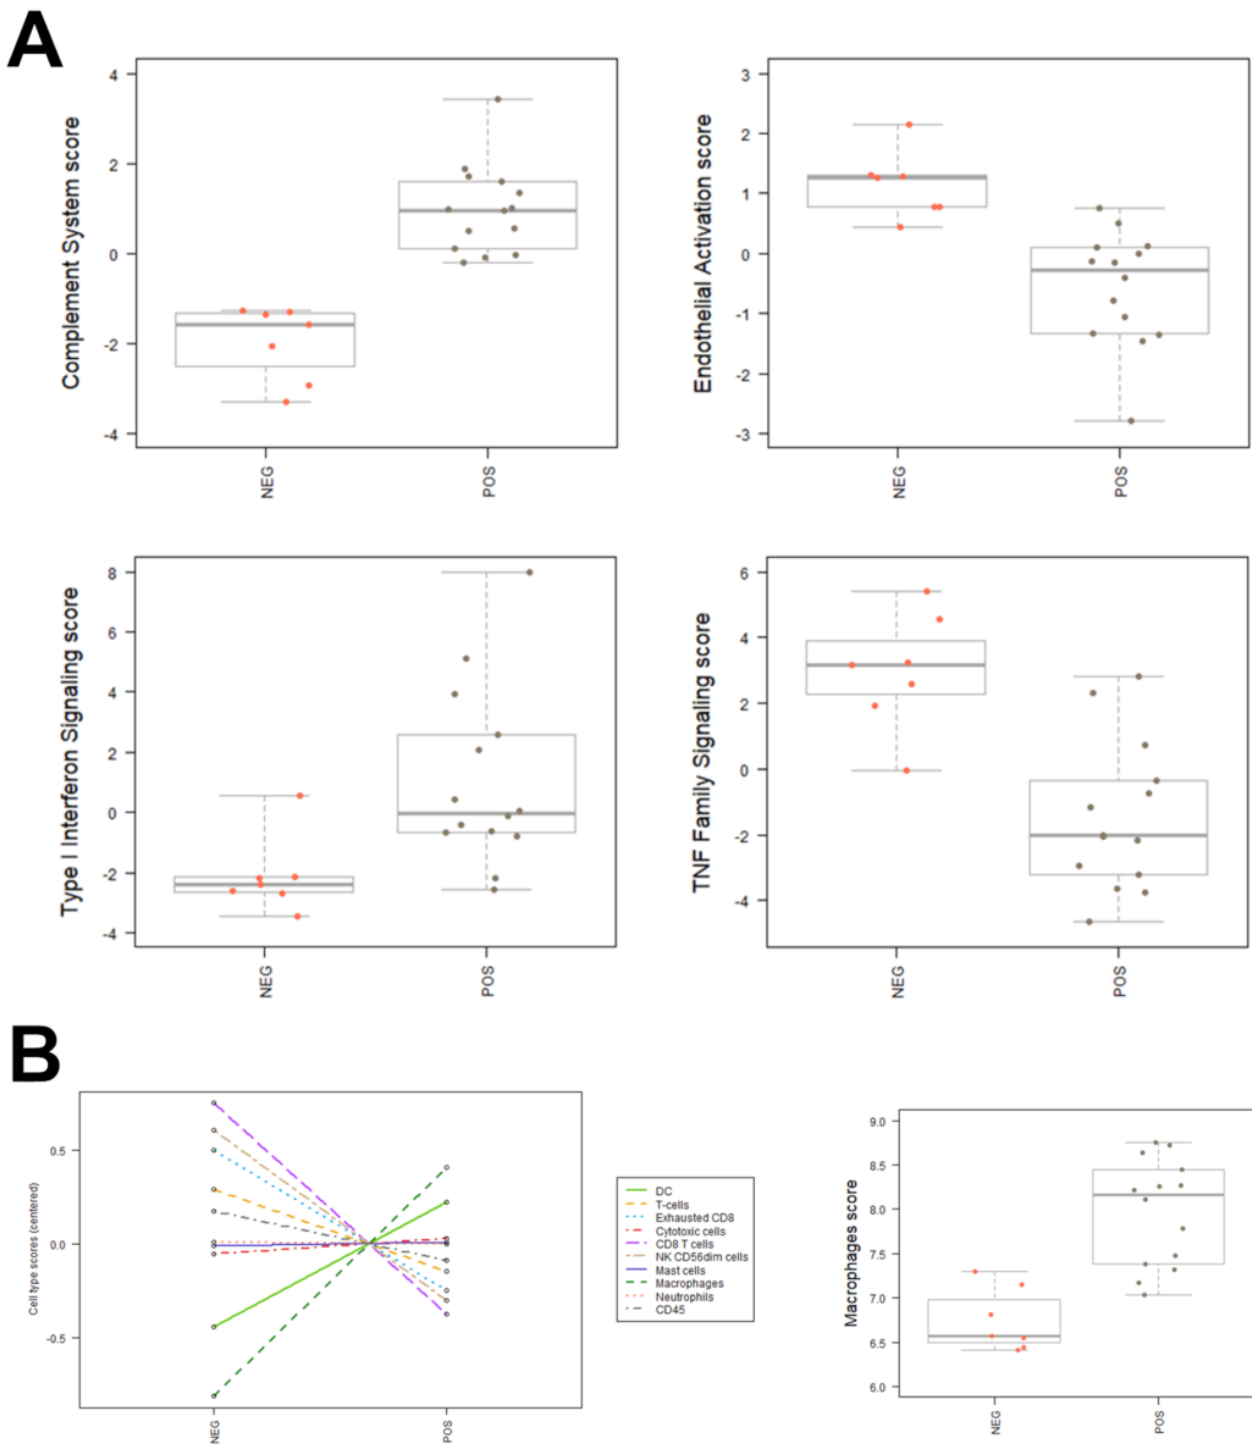 A
Complement System score
4
2
0
-2
-4
NEG
POS
Endothelial Activation score
3
2
1
0
-1
-2
-3
NEG
POS
Type I Interferon Signaling score
8
6
4
2
0
-2
-4
NEG
POS
TNF Family Signaling score
6
4
2
0
-2
-4
NEG
POS
B
Cell type scores (centered)
0.5
0.0
-0.5
NEG
POS
DC
T-cells
Exhausted CD8
Cytotoxic cells
CD8 T cells
NK CD56dim cells
Mast cells
Macrophages
Neutrophils
CD45
Macrophages score
9.0
8.5
8.0
7.5
7.0
6.5
6.0
NEG
POS